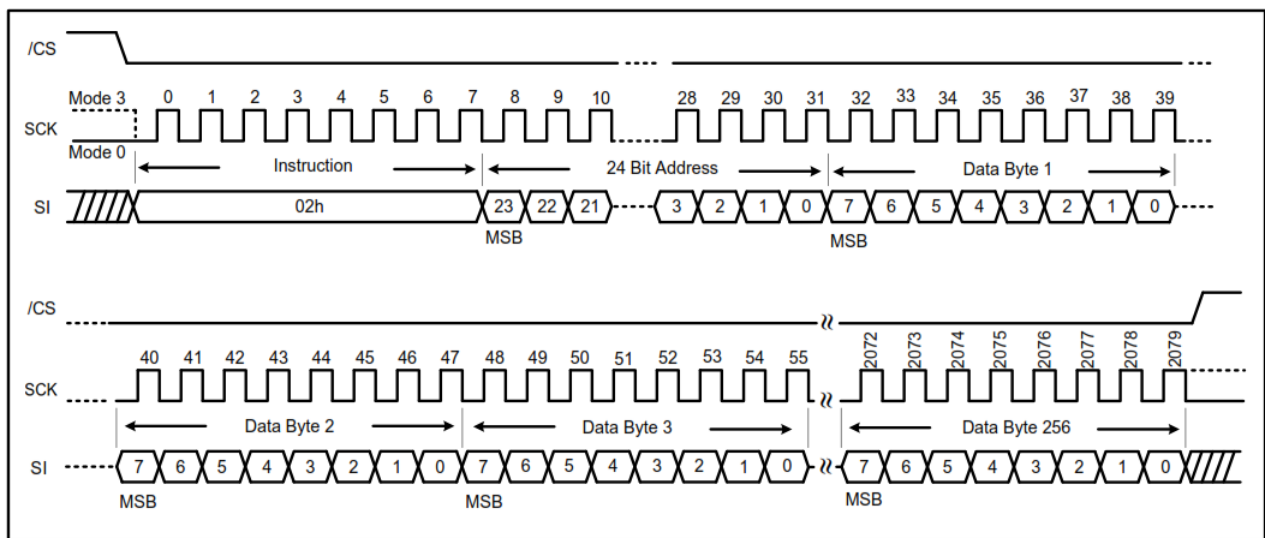 /CS
Mode 3 0 1 2 3 4 5 6 7 8 9 10 28 29 30 31 32 33 34 35 36 37 38 39
SCK
Mode 0
Instruction 24 Bit Address Data Byte 1
SI 02h 23 22 21 3 2 1 0 7 6 5 4 3 2 1 0
MSB MSB
/CS
40 41 42 43 44 45 46 47 48 49 50 51 52 53 54 55 2072 2073 2074 2075 2076 2077 2078 2079
SCK
Data Byte 2 Data Byte 3 Data Byte 256
SI 7 6 5 4 3 2 1 0 7 6 5 4 3 2 1 0 7 6 5 4 3 2 1 0
MSB MSB MSB